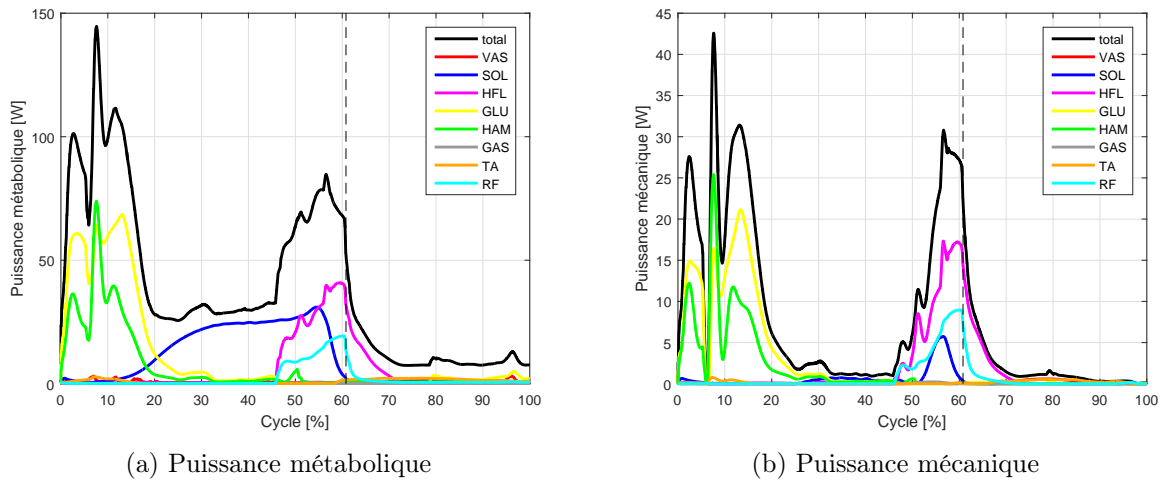 150
100
50
0
Puissance métabolique [W]
0 10 20 30 40 50 60 70 80 90 100
Cycle [%]
total
VAS
SOL
HFL
GLU
HAM
GAS
TA
RF
(a) Puissance métabolique
45
40
35
30
25
20
15
10
5
0
Puissance mécanique [W]
0 10 20 30 40 50 60 70 80 90 100
Cycle [%]
total
VAS
SOL
HFL
GLU
HAM
GAS
TA
RF
(b) Puissance mécanique